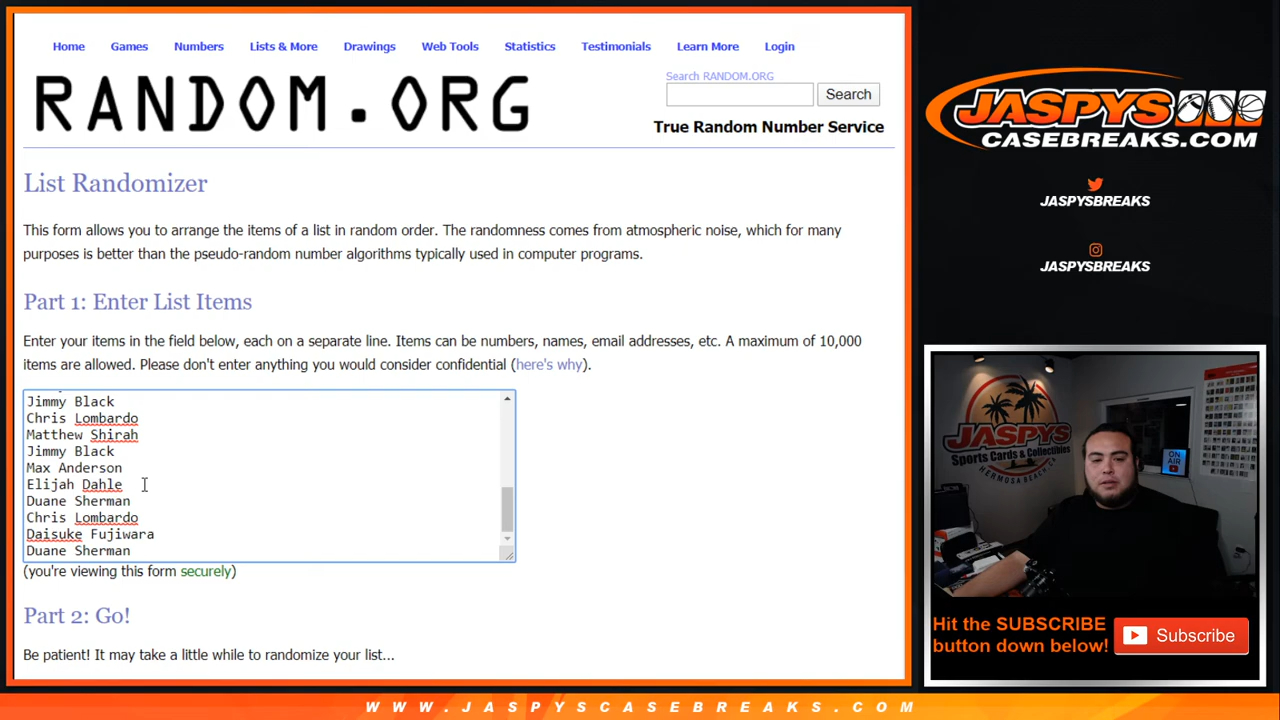 Home Games Numbers Lists & More Drawings Web Tools Statistics Testimonials Learn More Login
RANDOM.ORG
Search RANDOM.ORG
Search
True Random Number Service
List Randomizer
This form allows you to arrange the items of a list in random order. The randomness comes from atmospheric noise, which for many
purposes is better than the pseudo-random number algorithms typically used in computer programs.
Part 1: Enter List Items
Enter your items in the field below, each on a separate line. Items can be numbers, names, email addresses, etc. A maximum of 10,000
items are allowed. Please don't enter anything you would consider confidential (here's why).
Jimmy Black
Chris Lombardo
Matthew Shirah
Jimmy Black
Max Anderson
Elijah Dahle
Duane Sherman
Chris Lombardo
Daisuke Fujiwara
Duane Sherman
(you're viewing this form securely)
Part 2: Go!
Be patient! It may take a little while to randomize your list...
JASPYS
CASEBREAKS.COM
JASPYSBREAKS
JASPYSBREAKS
JASPYS
Sports Cards & Collectibles
HERMOSA BEACH, CA
ON AIR
Hit the SUBSCRIBE
button down below!
Subscribe
WWW.JASPYSCASEBREAKS.COM